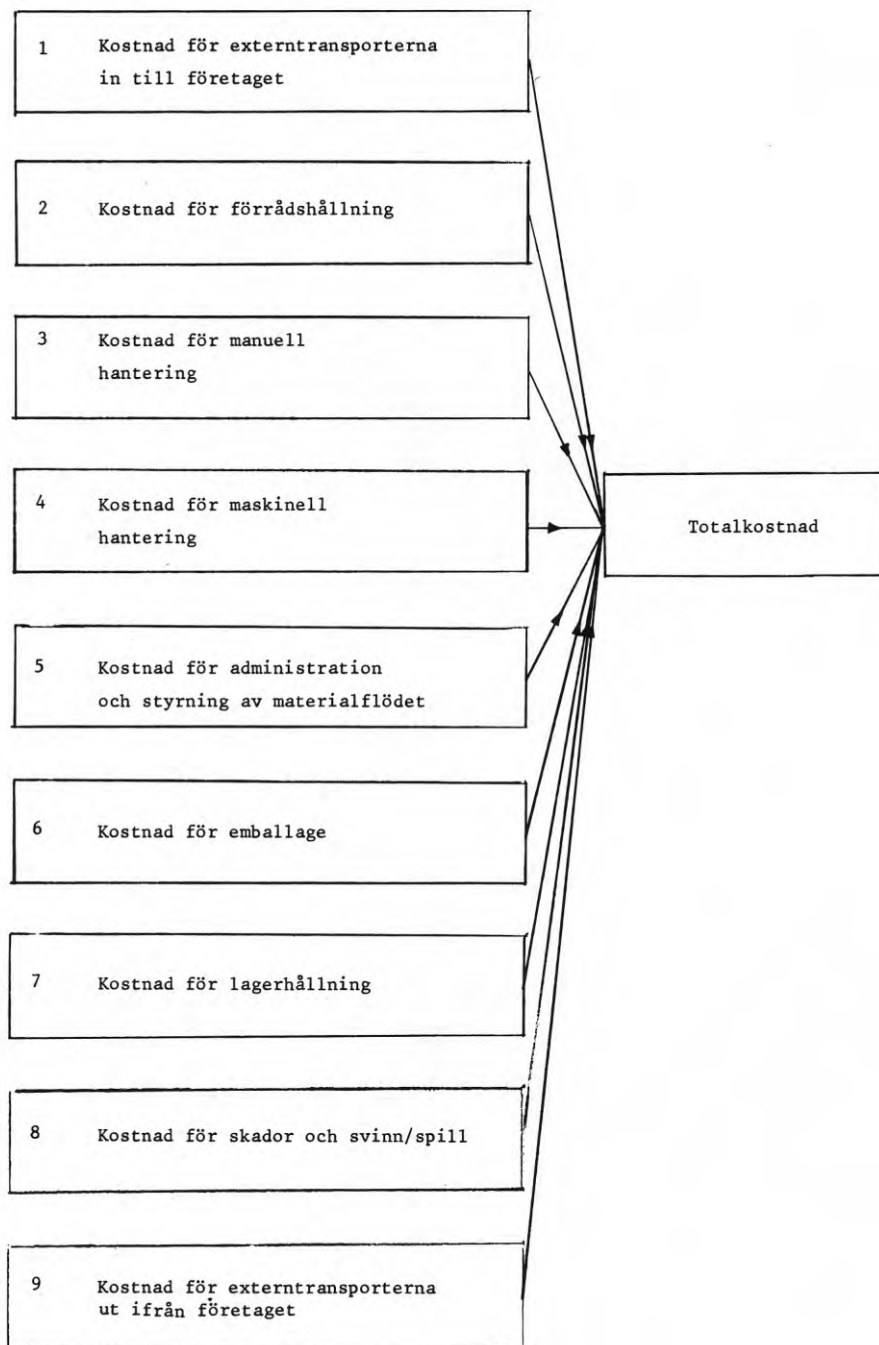 1 Kostnad för externtransporterna
in till företaget
2 Kostnad för förrådshållning
3 Kostnad för manuell
hantering
4 Kostnad för maskinell
hantering
Totalkostnad
5 Kostnad för administration
och styrning av materialflödet
6 Kostnad för emballage
7 Kostnad för lagerhållning
8 Kostnad för skador och svinn/spill
9 Kostnad för externtransporterna
ut ifrån företaget